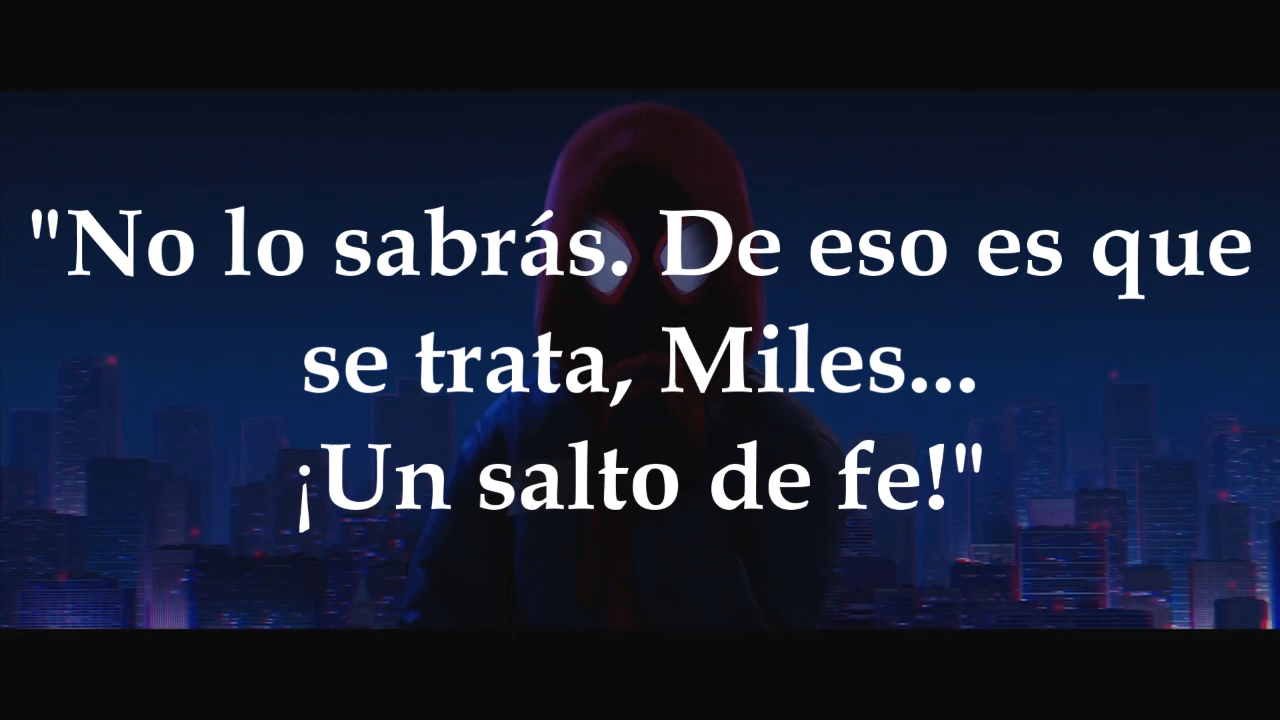 "No lo sabrás. De eso es que
se trata, Miles...
¡Un salto de fe!"